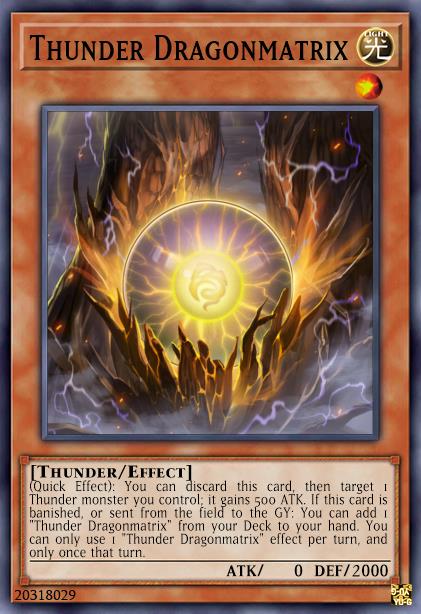 THUNDER DRAGONMATRIX
LIGHT
光
[THUNDER/EFFECT]
(Quick Effect): You can discard this card, then target 1
Thunder monster you control; it gains 500 ATK. If this card is
banished, or sent from the field to the GY: You can add 1
"Thunder Dragonmatrix" from your Deck to your hand. You
can only use 1 "Thunder Dragonmatrix" effect per turn, and
only once that turn.
ATK/ 0 DEF/2000
20318029